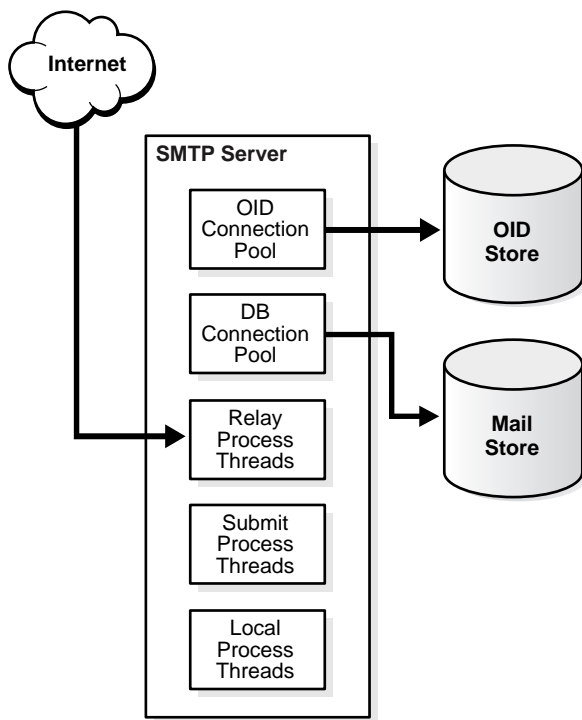 Internet
SMTP Server
OID
Connection
Pool
OID
Store
DB
Connection
Pool
Mail
Store
Relay
Process
Threads
Submit
Process
Threads
Local
Process
Threads